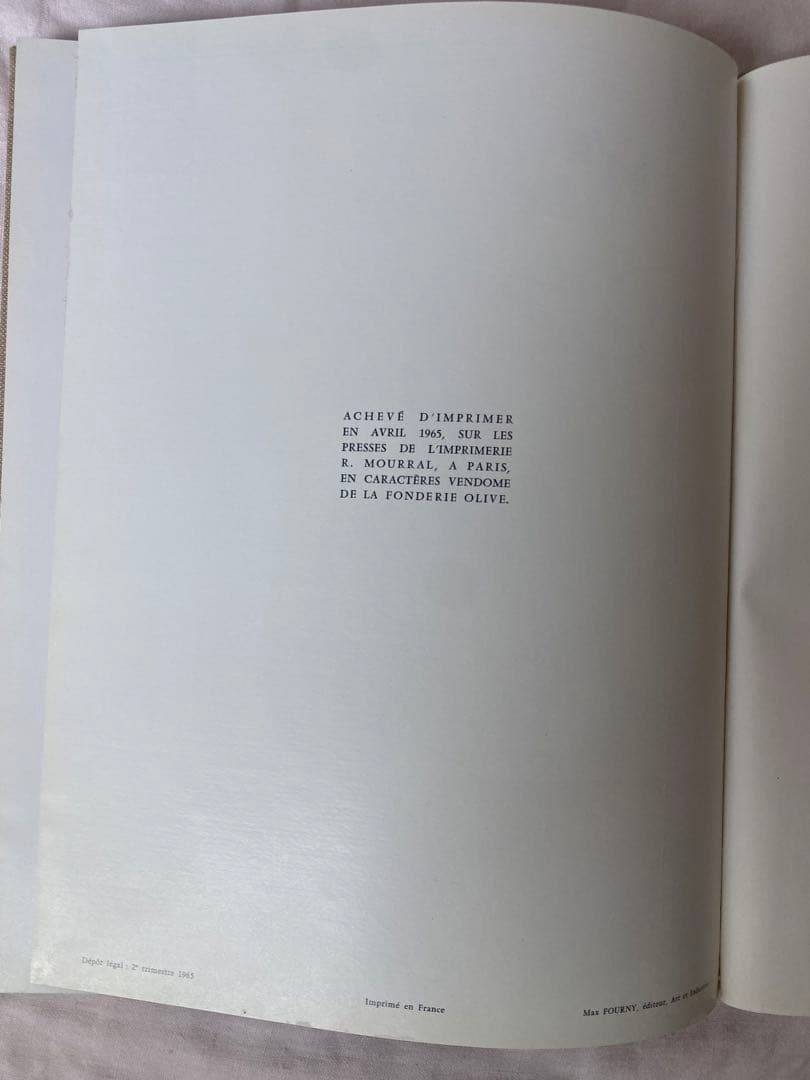 ACHEVÉ D'IMPRIMER
EN AVRIL 1965, SUR LES
PRESSES DE L'IMPRIMERIE
R. MOURRAL, A PARIS,
EN CARACTÈRES VENDOME
DE LA FONDERIE OLIVE.
Dépôt légal : 2e trimestre 1965
Imprimé en France
Max FOURNY, éditeur, Art et